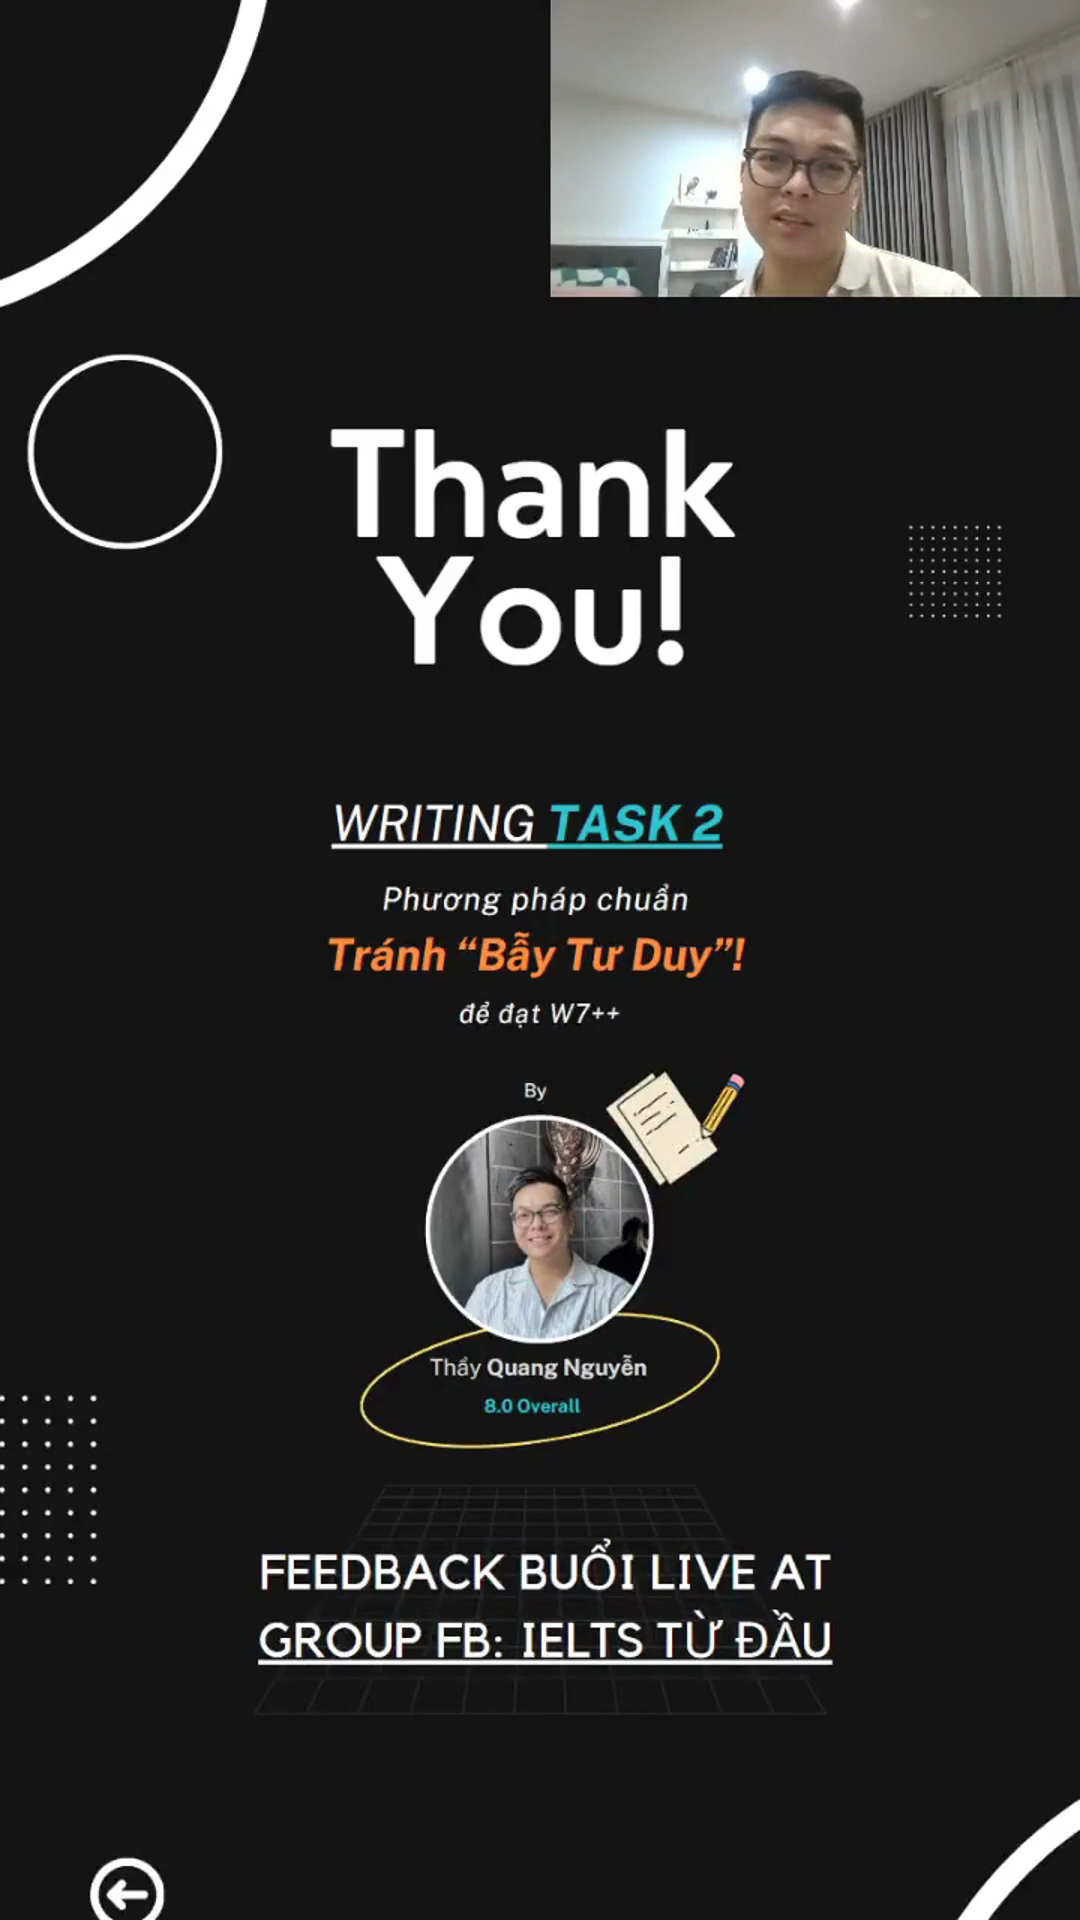 Thank
You!
WRITING TASK 2
Phương pháp chuẩn
Tránh “Bẫy Tư Duy”!
để đạt W7++
By
Thầy Quang Nguyễn
8.0 Overall
FEEDBACK BUỔI LIVE AT
GROUP FB: IELTS TỪ ĐẦU